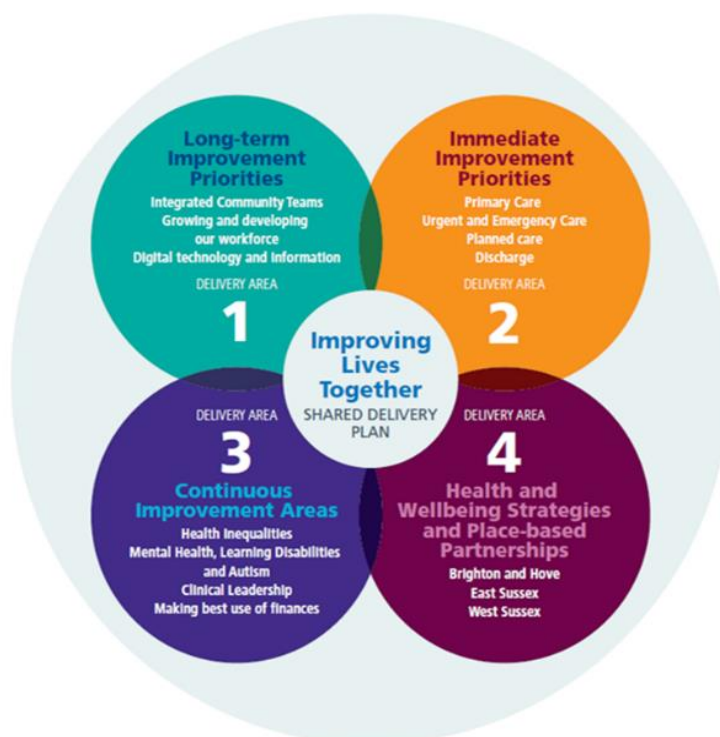 Long-term
Improvement
Priorities
Integrated Community Teams
Growing and developing
our workforce
Digital technology and information
DELIVERY AREA
1
Immediate
Improvement
Priorities
Primary Care
Urgent and Emergency Care
Planned care
Discharge
DELIVERY AREA
2
Improving
Lives
Together
SHARED DELIVERY
PLAN
DELIVERY AREA
3
Continuous
Improvement Areas
Health Inequalities
Mental Health, Learning Disabilities
and Autism
Clinical Leadership
Making best use of finances
DELIVERY AREA
4
Health and
Wellbeing Strategies
and Place-based
Partnerships
Brighton and Hove
East Sussex
West Sussex